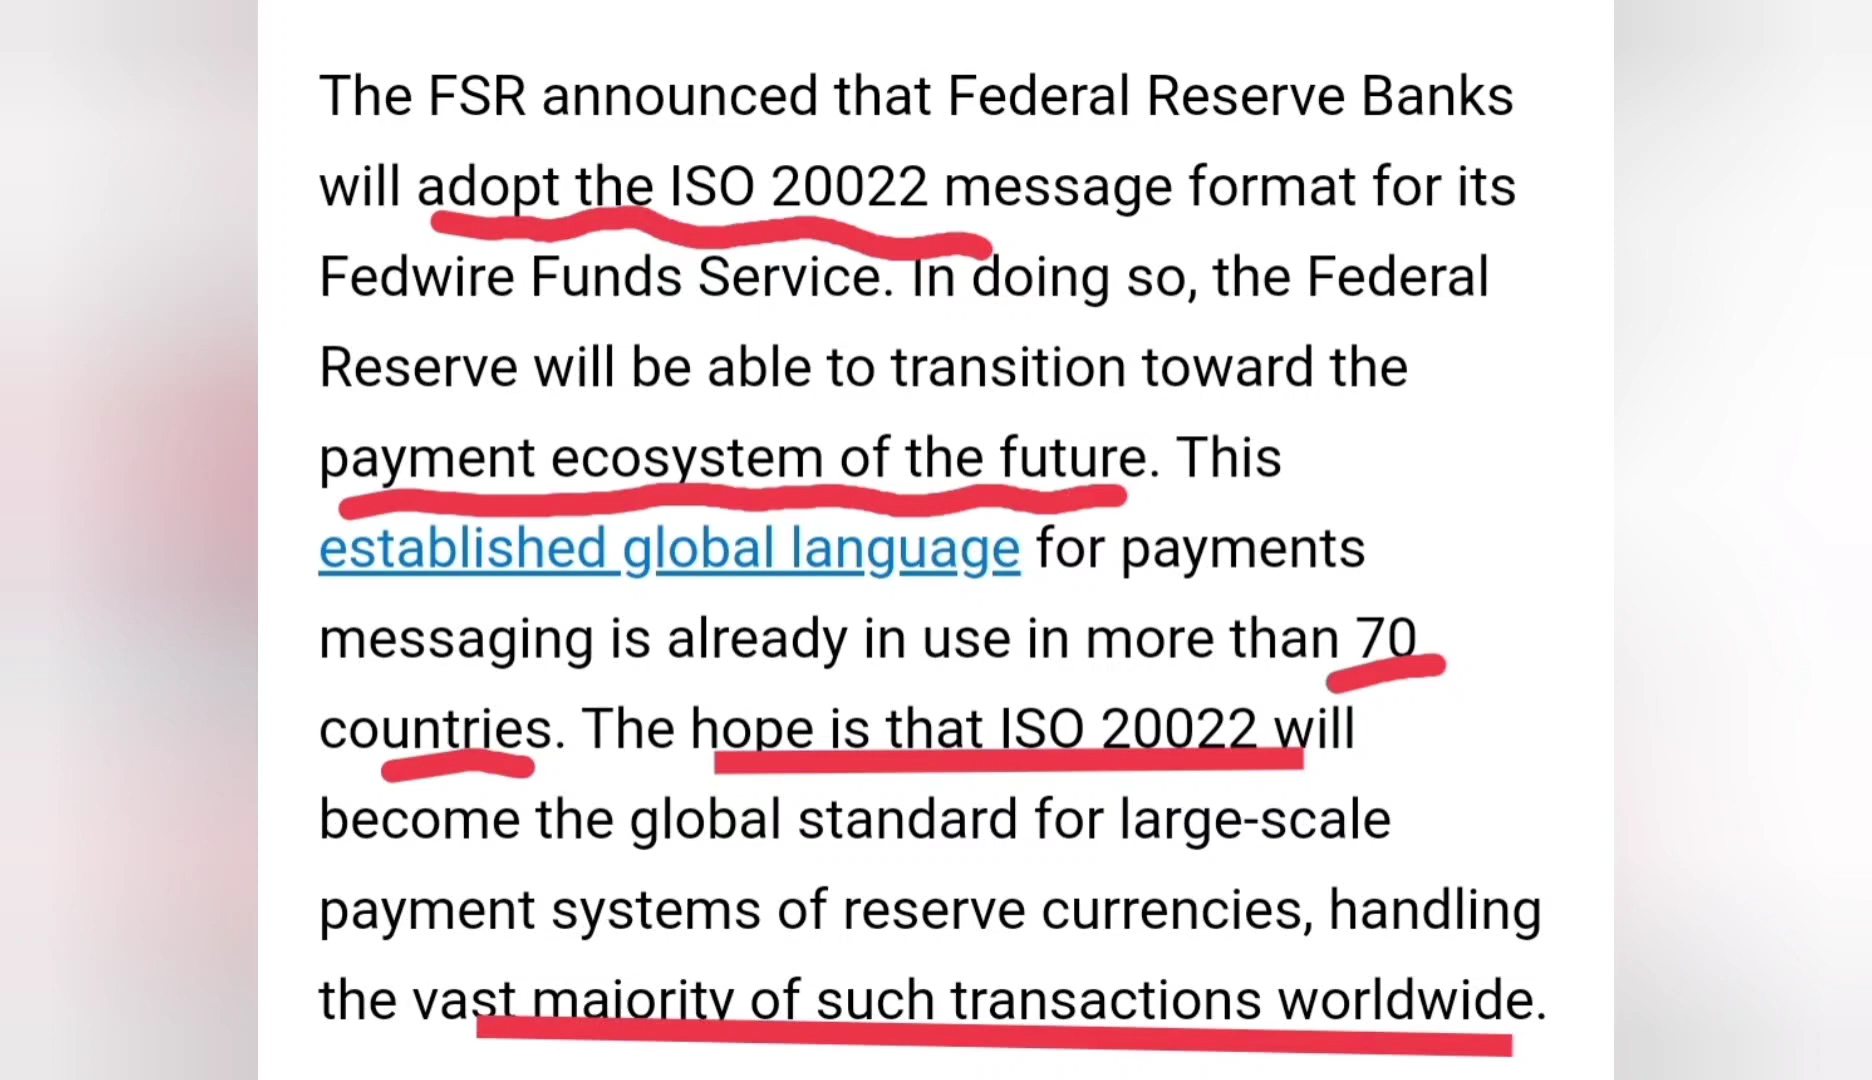 The FSR announced that Federal Reserve Banks
will adopt the ISO 20022 message format for its
Fedwire Funds Service. In doing so, the Federal
Reserve will be able to transition toward the
payment ecosystem of the future. This
established global language for payments
messaging is already in use in more than 70
countries. The hope is that ISO 20022 will
become the global standard for large-scale
payment systems of reserve currencies, handling
the vast majority of such transactions worldwide.